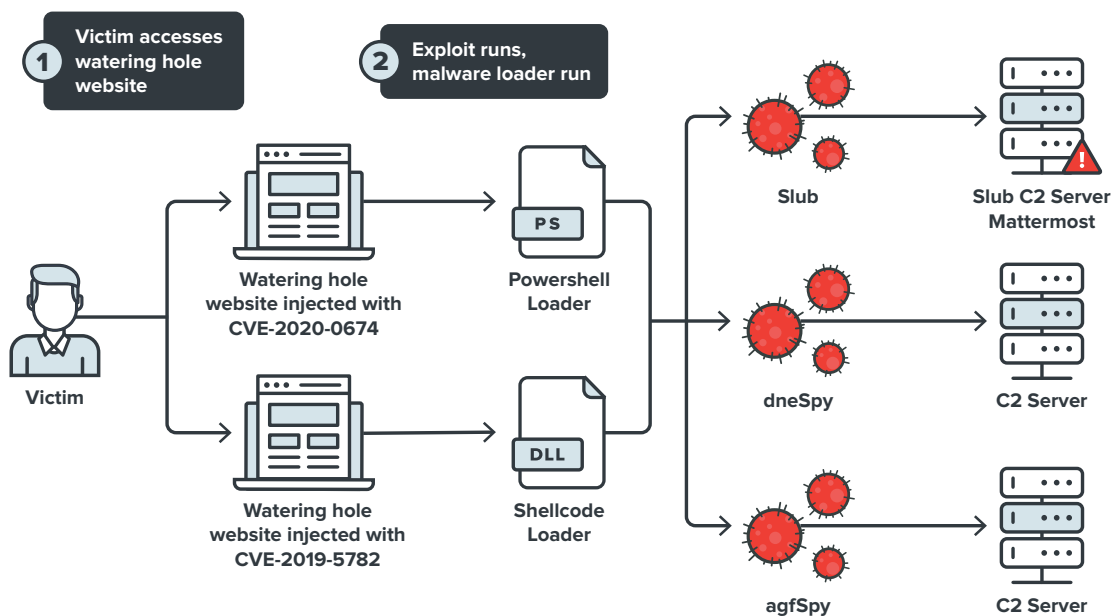 1
Victim accesses
watering hole
website
2
Exploit runs,
malware loader run
Victim
Watering hole
website injected with
CVE-2020-0674
PS
Powershell
Loader
Watering hole
website injected with
CVE-2019-5782
DLL
Shellcode
Loader
Slub
Slub C2 Server
Mattermost
dneSpy
C2 Server
agfSpy
C2 Server